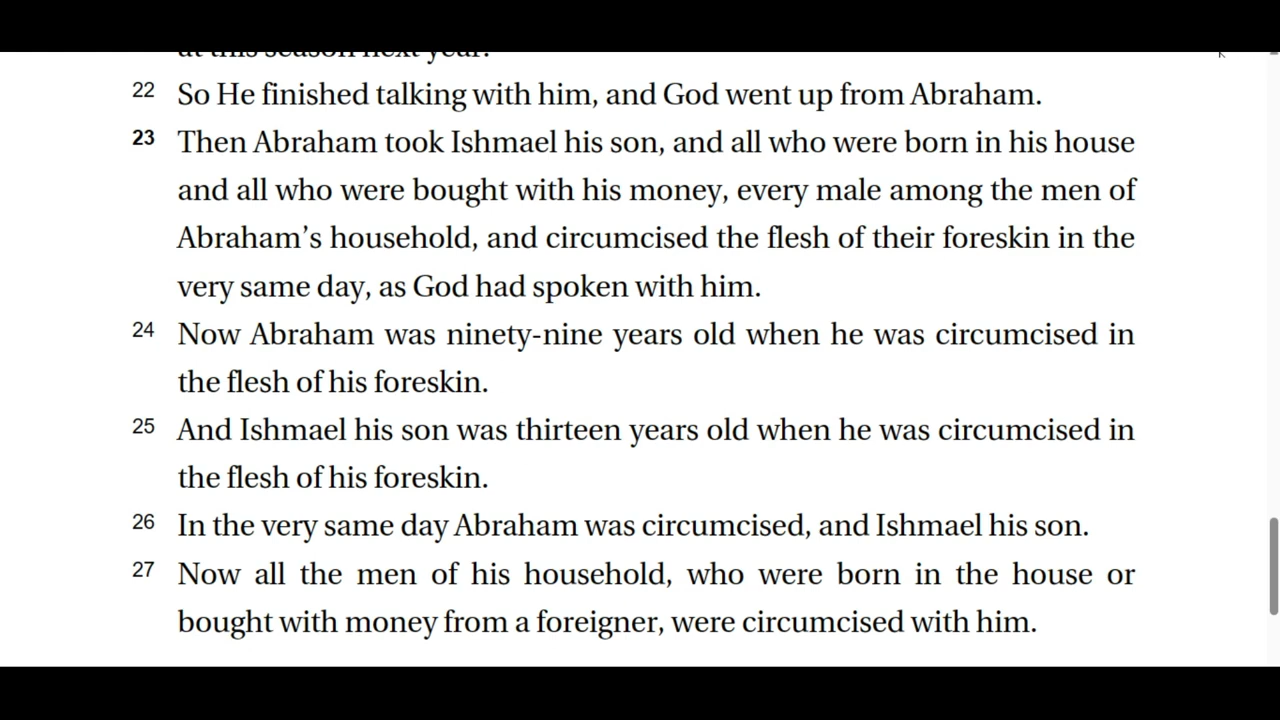 at this season next year.
22 So He finished talking with him, and God went up from Abraham.
23 Then Abraham took Ishmael his son, and all who were born in his house
and all who were bought with his money, every male among the men of
Abraham’s household, and circumcised the flesh of their foreskin in the
very same day, as God had spoken with him.
24 Now Abraham was ninety-nine years old when he was circumcised in
the flesh of his foreskin.
25 And Ishmael his son was thirteen years old when he was circumcised in
the flesh of his foreskin.
26 In the very same day Abraham was circumcised, and Ishmael his son.
27 Now all the men of his household, who were born in the house or
bought with money from a foreigner, were circumcised with him.